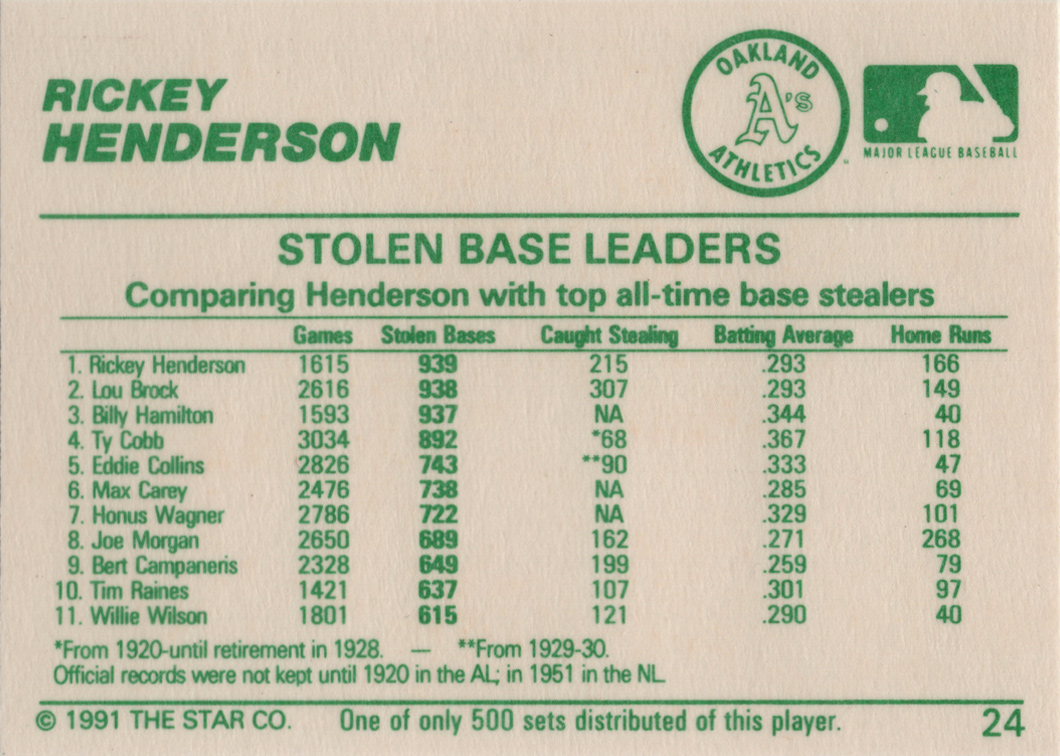 RICKEY
HENDERSON
OAKLAND
A's
ATHLETICS
MAJOR LEAGUE BASEBALL
STOLEN BASE LEADERS
Comparing Henderson with top all-time base stealers
Games Stolen Bases Caught Stealing Batting Average Home Runs
1. Rickey Henderson 1615 939 215 .293 166
2. Lou Brock 2616 938 307 .293 149
3. Billy Hamilton 1593 937 NA .344 40
4. Ty Cobb 3034 892 *68 .367 118
5. Eddie Collins 2826 743 **90 .333 47
6. Max Carey 2476 738 NA .285 69
7. Honus Wagner 2786 722 NA .329 101
8. Joe Morgan 2650 689 162 .271 268
9. Bert Campaneris 2328 649 199 .259 79
10. Tim Raines 1421 637 107 .301 97
11. Willie Wilson 1801 615 121 .290 40
*From 1920-until retirement in 1928. — **From 1929-30.
Official records were not kept until 1920 in the AL; in 1951 in the NL.
© 1991 THE STAR CO. One of only 500 sets distributed of this player. 24